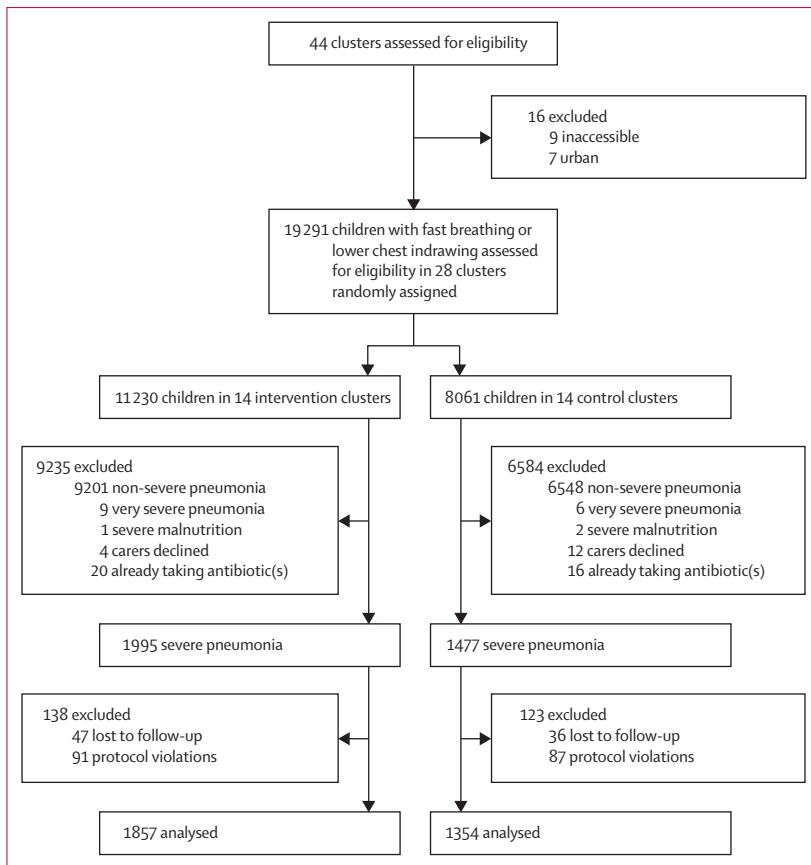 44 clusters assessed for eligibility
16 excluded
9 inaccessible
7 urban
19 291 children with fast breathing or
lower chest indrawing assessed
for eligibility in 28 clusters
randomly assigned
11 230 children in 14 intervention clusters
8061 children in 14 control clusters
9235 excluded
9201 non-severe pneumonia
9 very severe pneumonia
1 severe malnutrition
4 carers declined
20 already taking antibiotic(s)
6584 excluded
6548 non-severe pneumonia
6 very severe pneumonia
2 severe malnutrition
12 carers declined
16 already taking antibiotic(s)
1995 severe pneumonia
1477 severe pneumonia
138 excluded
47 lost to follow-up
91 protocol violations
123 excluded
36 lost to follow-up
87 protocol violations
1857 analysed
1354 analysed